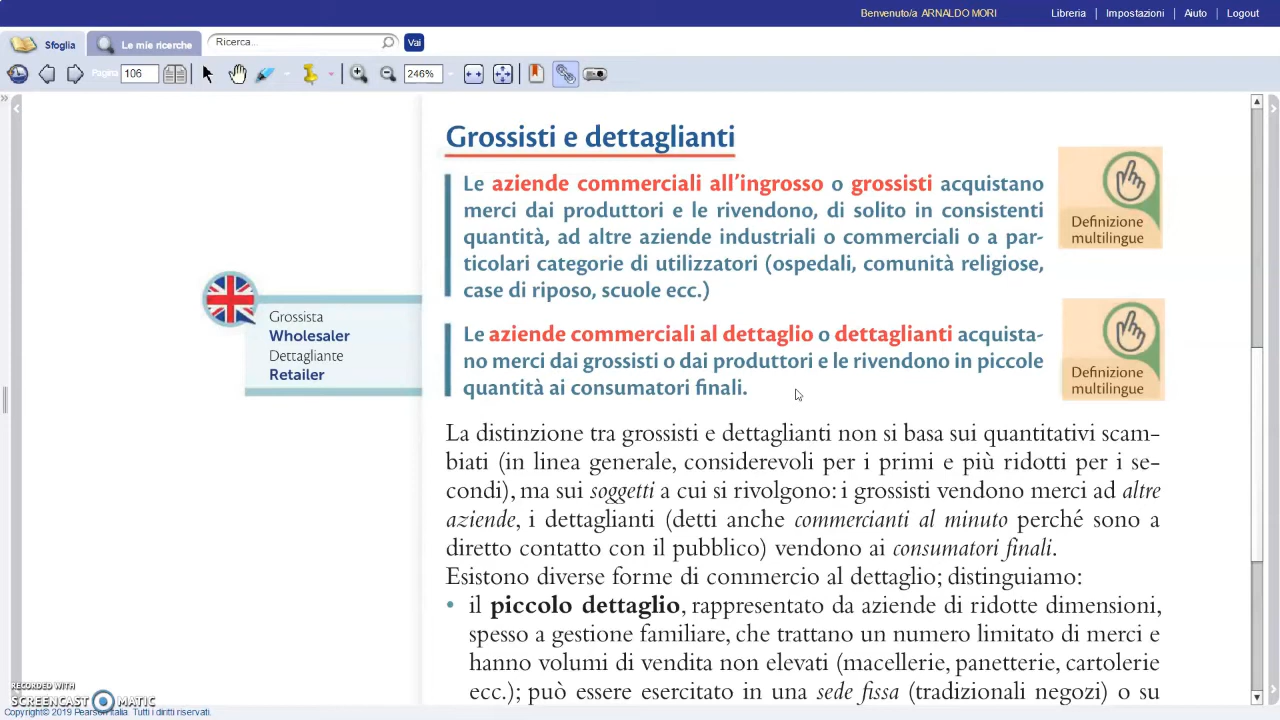 Benvenuto/a ARNALDO MORI
Libreria | Impostazioni | Aiuto | Logout
Sfoglia
Le mie ricerche
Ricerca...
Vai
Pagina 106
246%
Grossisti e dettaglianti
Le aziende commerciali all'ingrosso o grossisti acquistano
merci dai produttori e le rivendono, di solito in consistenti
quantità, ad altre aziende industriali o commerciali o a par-
ticolari categorie di utilizzatori (ospedali, comunità religiose,
case di riposo, scuole ecc.)
Definizione
multilingue
Grossista
Wholesaler
Dettagliante
Retailer
Le aziende commerciali al dettaglio o dettaglianti acquista-
no merci dai grossisti o dai produttori e le rivendono in piccole
quantità ai consumatori finali.
Definizione
multilingue
La distinzione tra grossisti e dettaglianti non si basa sui quantitativi scam-
biati (in linea generale, considerevoli per i primi e più ridotti per i se-
condi), ma sui soggetti a cui si rivolgono: i grossisti vendono merci ad altre
aziende, i dettaglianti (detti anche commercianti al minuto perché sono a
diretto contatto con il pubblico) vendono ai consumatori finali.
Esistono diverse forme di commercio al dettaglio; distinguiamo:
• il piccolo dettaglio, rappresentato da aziende di ridotte dimensioni,
spesso a gestione familiare, che trattano un numero limitato di merci e
hanno volumi di vendita non elevati (macellerie, panetterie, cartolerie
ecc.); può essere esercitato in una sede fissa (tradizionali negozi) o su
RECORDED WITH
SCREENCAST MATIC
Copyright© 2019 Pearson Italia Tutti i diritti riservati.